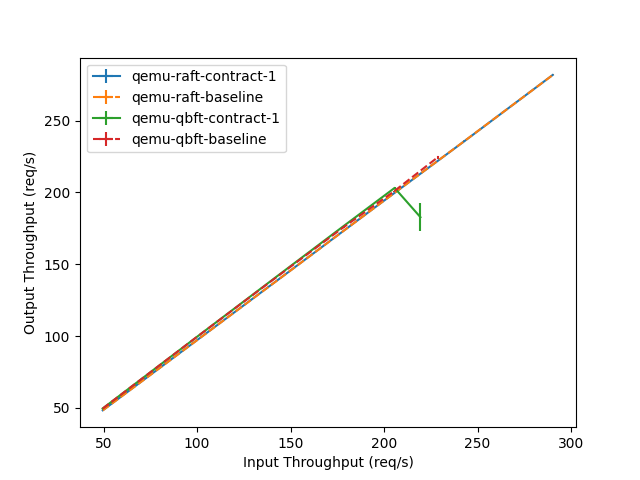 qemu-raft-contract-1
qemu-raft-baseline
qemu-qbft-contract-1
qemu-qbft-baseline
Output Throughput (req/s)
250
200
150
100
50
50 100 150 200 250 300
Input Throughput (req/s)